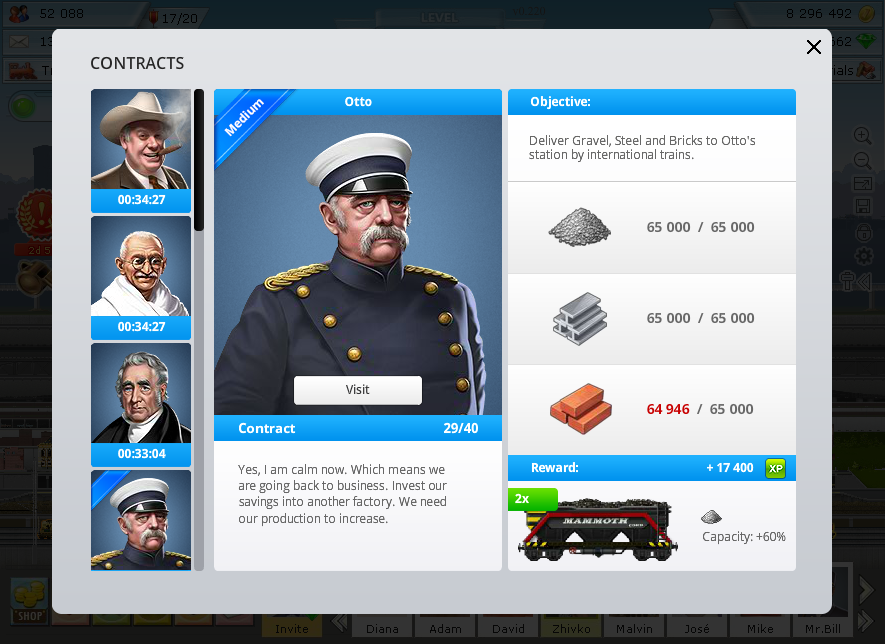 52 088
17/20
LEVEL
8 296 492
CONTRACTS
00:34:27
00:34:27
00:33:04
Medium
Otto
Visit
Contract 29/40
Yes, I am calm now. Which means we
are going back to business. Invest our
savings into another factory. We need
our production to increase.
Objective:
Deliver Gravel, Steel and Bricks to Otto's
station by international trains.
65 000 / 65 000
65 000 / 65 000
64 946 / 65 000
Reward: + 17 400 XP
2x
MAMMOTH
Capacity: +60%
SHOP
Invite
Diana
Adam
David
Zhivko
Malvin
José
Mike
Mr.Bill